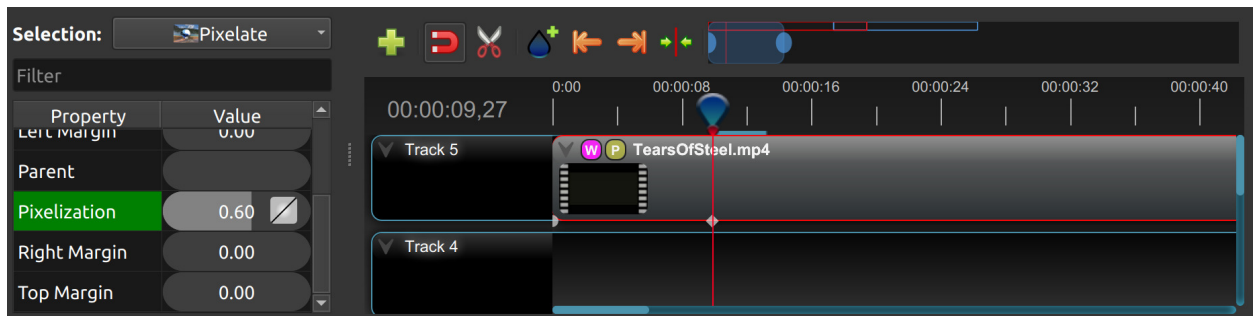 Selection: Pixelate
Filter
Property Value
Left Margin 0.00
Parent
Pixelization 0.60
Right Margin 0.00
Top Margin 0.00
00:00:09,27
0:00 00:00:08 00:00:16 00:00:24 00:00:32 00:00:40
Track 5
W P TearsOfSteel.mp4
Track 4